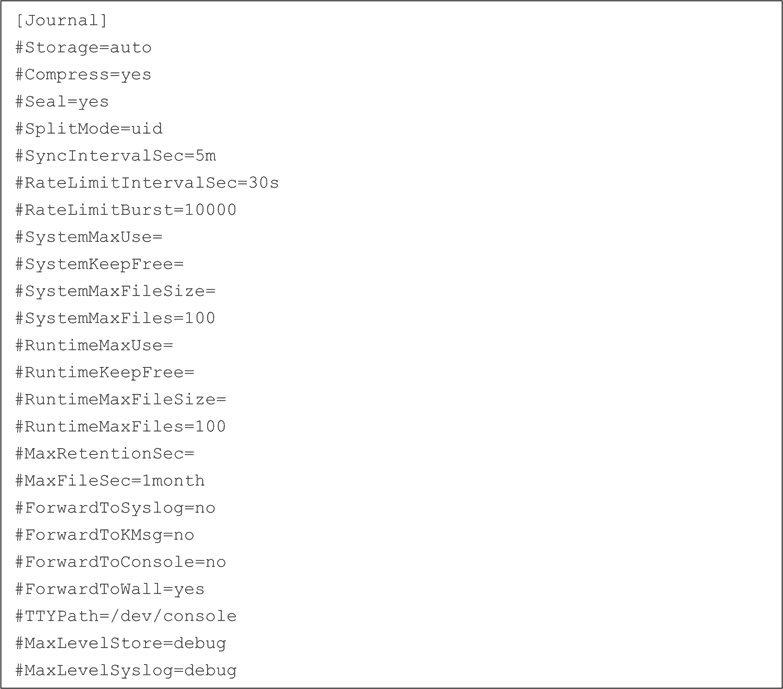 [Journal]
#Storage=auto
#Compress=yes
#Seal=yes
#SplitMode=uid
#SyncIntervalSec=5m
#RateLimitIntervalSec=30s
#RateLimitBurst=10000
#SystemMaxUse=
#SystemKeepFree=
#SystemMaxFileSize=
#SystemMaxFiles=100
#RuntimeMaxUse=
#RuntimeKeepFree=
#RuntimeMaxFileSize=
#RuntimeMaxFiles=100
#MaxRetentionSec=
#MaxFileSec=1month
#ForwardToSyslog=no
#ForwardToKMsg=no
#ForwardToConsole=no
#ForwardToWall=yes
#TTYPath=/dev/console
#MaxLevelStore=debug
#MaxLevelSyslog=debug